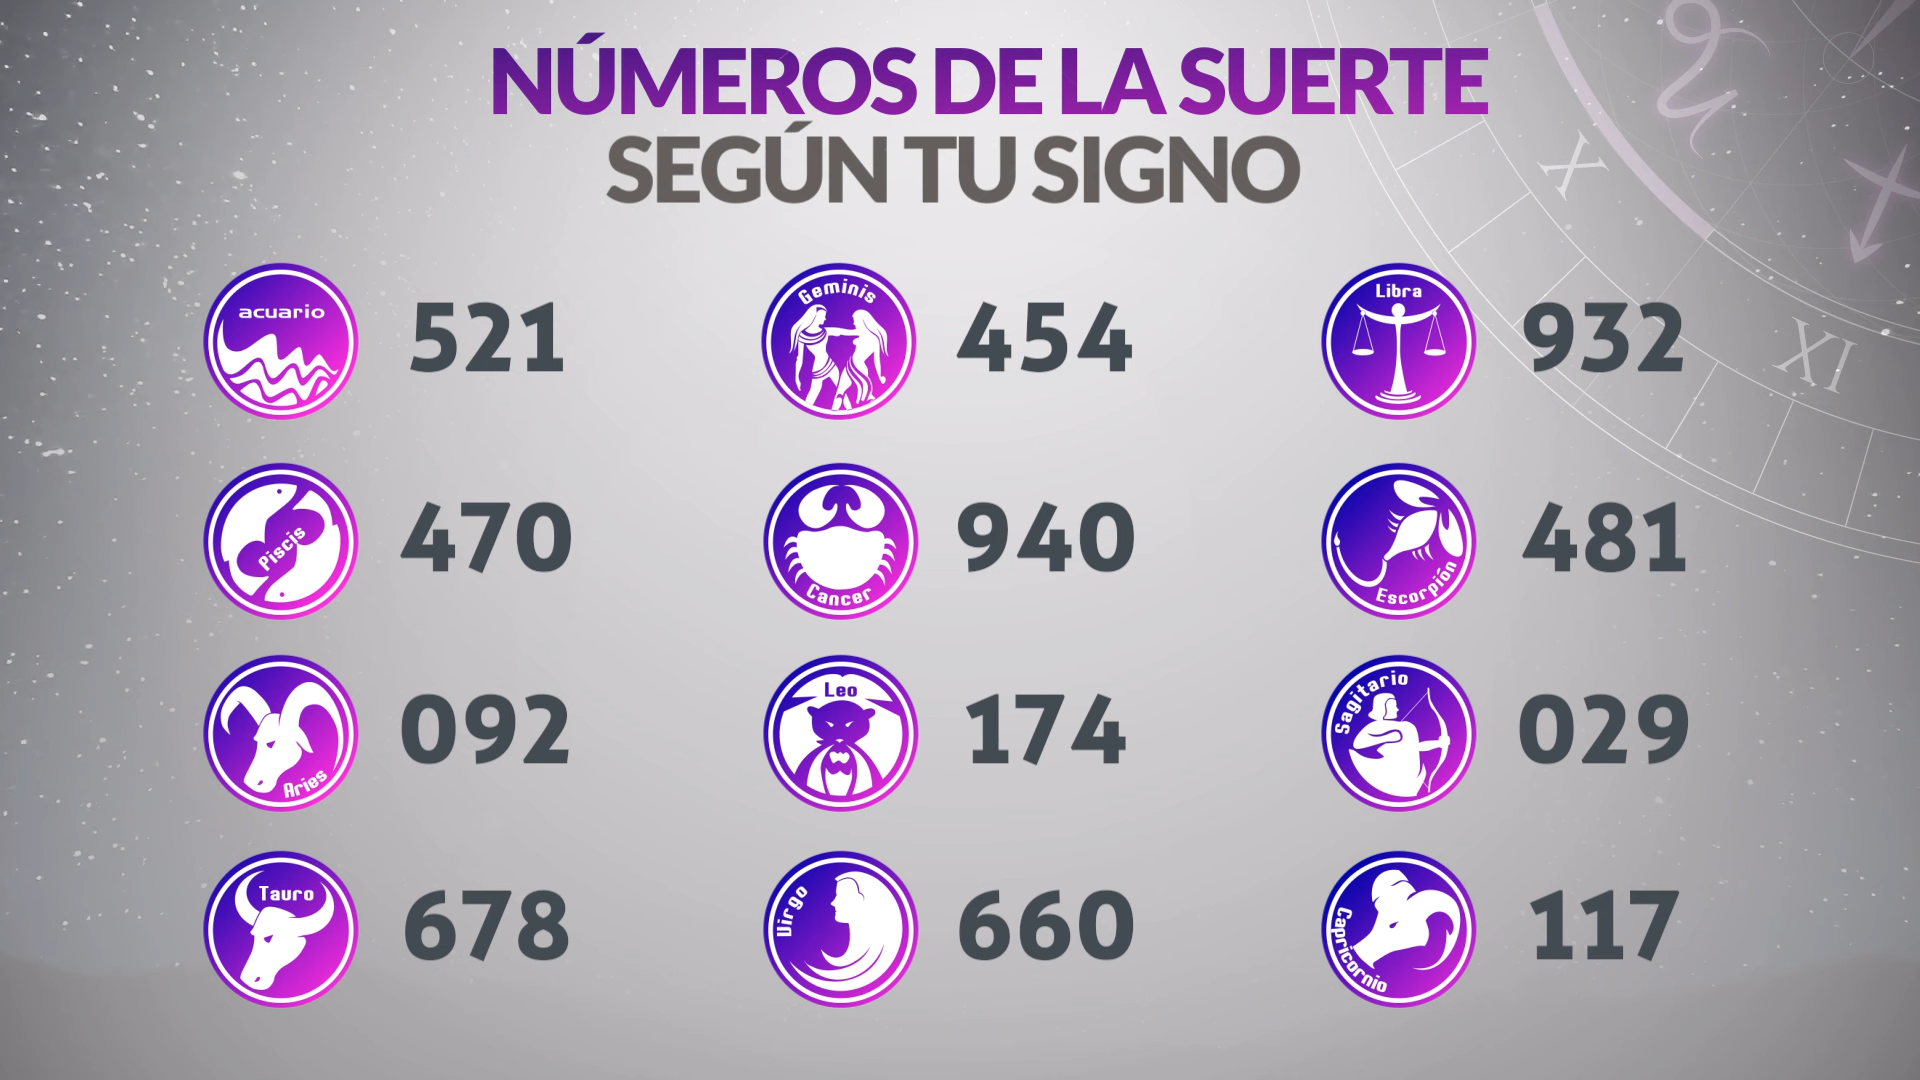 NÚMEROS DE LA SUERTE
SEGÚN TU SIGNO
acuario 521
Geminis 454
Libra 932
Piscis 470
Cancer 940
Escorpión 481
Aries 092
Leo 174
Sagitario 029
Tauro 678
Virgo 660
Capricornio 117
X
XI